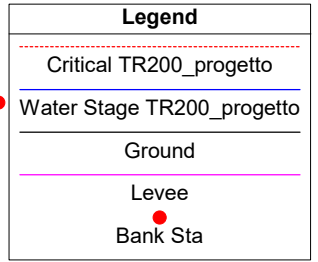 Legend
Critical TR200_progetto
Water Stage TR200_progetto
Ground
Levee
Bank Sta